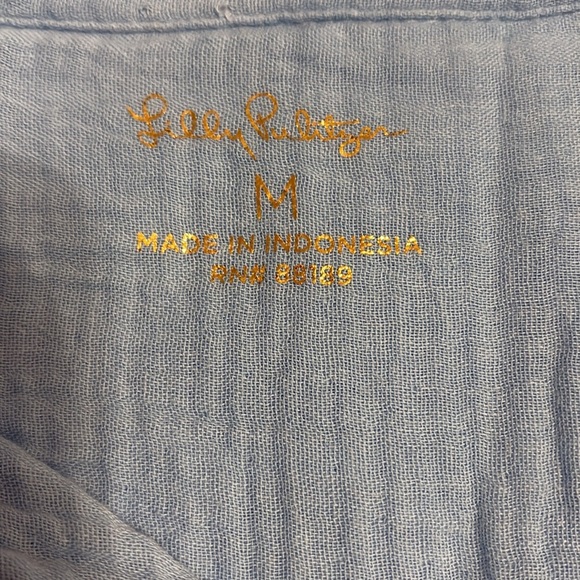 Lilly Pulitzer
M
MADE IN INDONESIA
RN# 88189